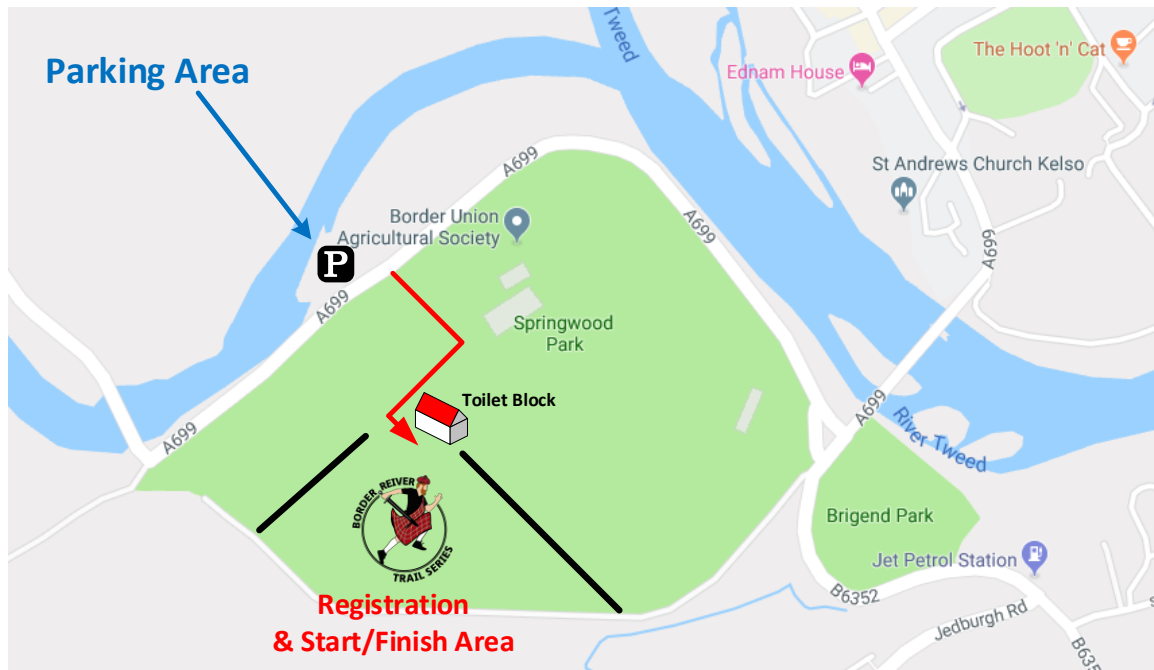 Tweed
The Hoot 'n' Cat
Ednam House
Parking Area
A699
St Andrews Church Kelso
Border Union
Agricultural Society
A699
A699
P
A699
Springwood
Park
Toilet Block
A699
A699
River Tweed
BORDER REIVER
TRAIL SERIES
Brigend Park
Jet Petrol Station
B6352
Registration
& Start/Finish Area
Jedburgh Rd